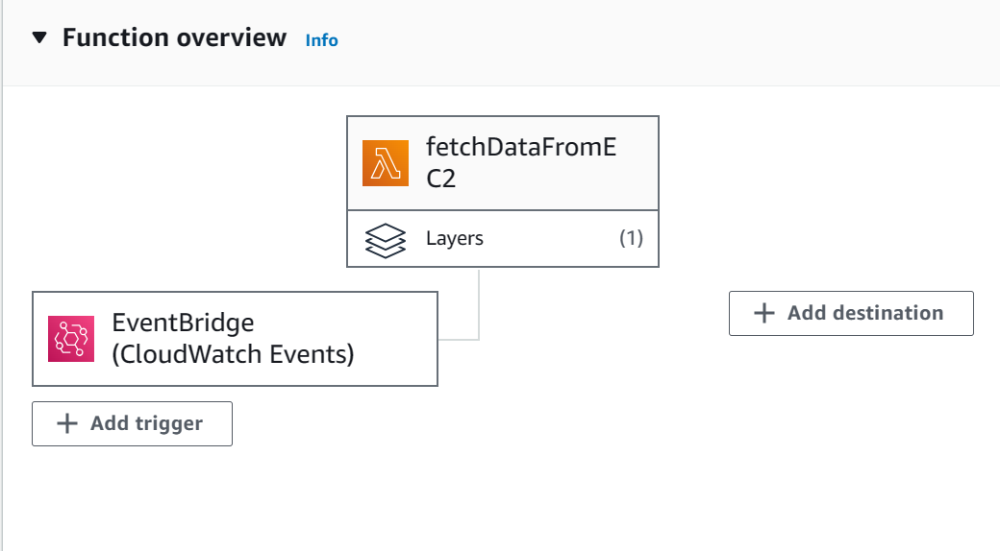 Function overview Info
fetchDataFromE
C2
Layers (1)
EventBridge
(CloudWatch Events)
Add destination
Add trigger